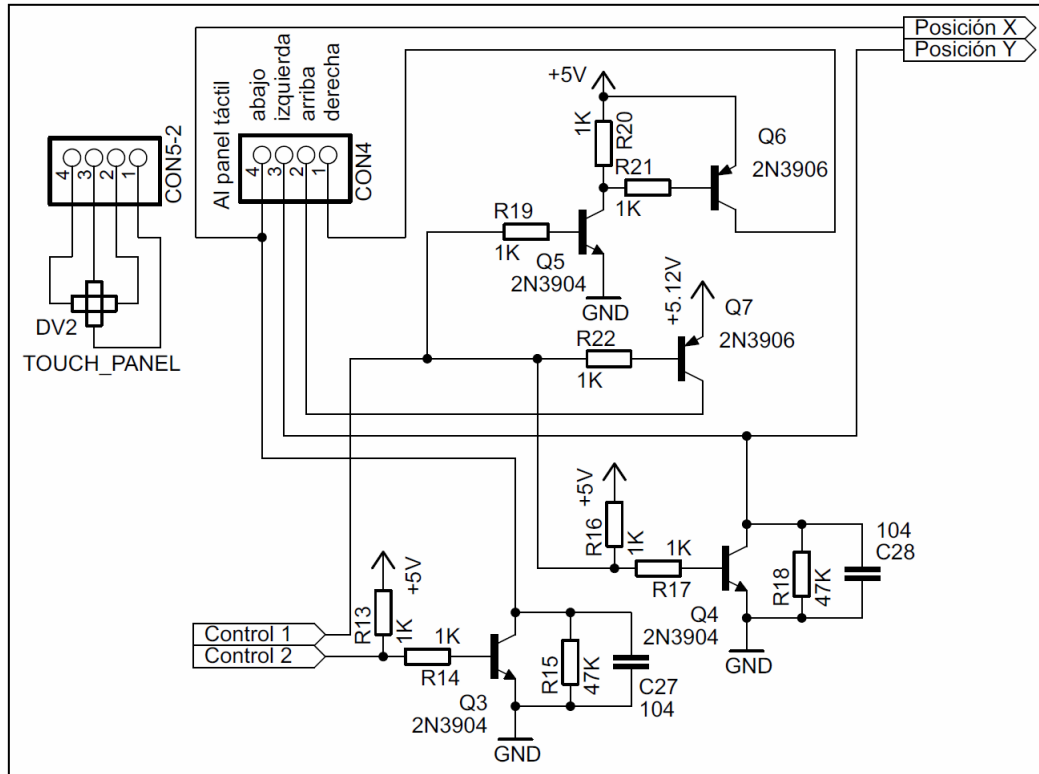 Posición X
Posición Y
Al panel táctil
abajo
izquierda
arriba
derecha
4
3
2
1
CON5-2
4
3
2
1
CON4
DV2
TOUCH_PANEL
+5V
1K
R20
R21
1K
Q6
2N3906
R19
1K
Q5
2N3904
GND
+5.12V
Q7
2N3906
R22
1K
+5V
R16
1K
1K
R17
Q4
2N3904
R18
47K
104
C28
GND
+5V
R13
1K
Control 1
Control 2
1K
R14
Q3
2N3904
R15
47K
C27
104
GND